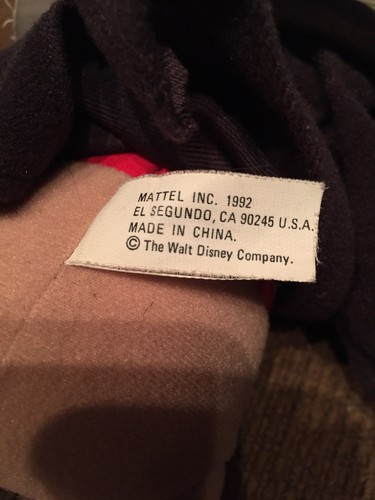 MATTEL INC. 1992
EL SEGUNDO, CA 90245 U.S.A.
MADE IN CHINA.
© The Walt Disney Company.